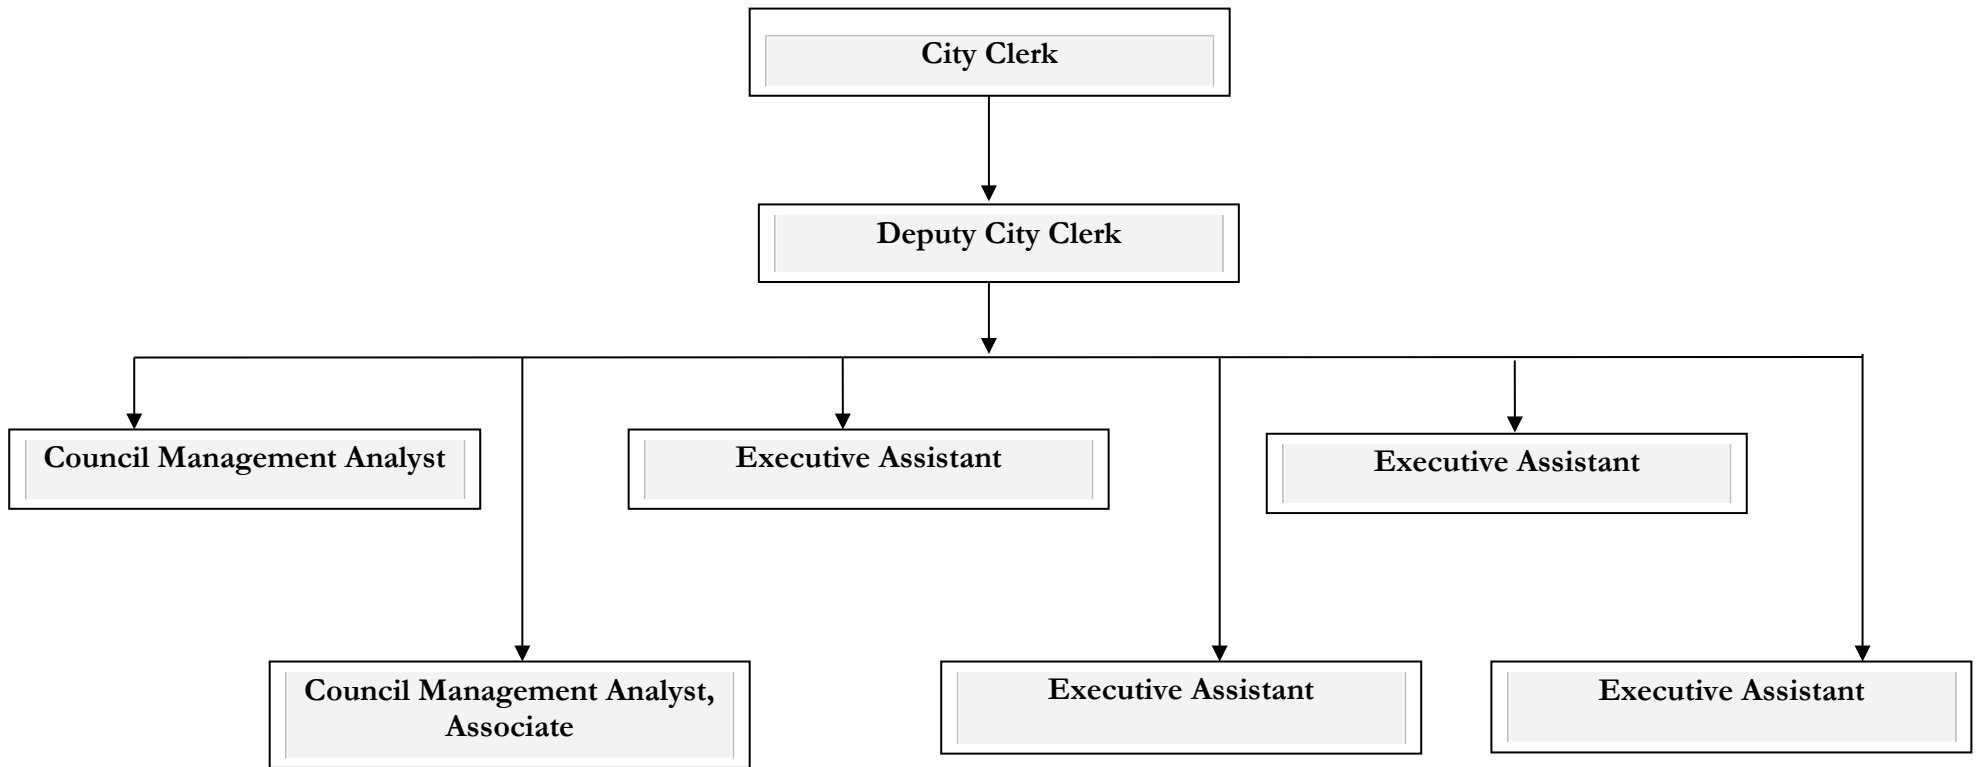 City Clerk
Deputy City Clerk
Council Management Analyst
Executive Assistant
Executive Assistant
Council Management Analyst,
Associate
Executive Assistant
Executive Assistant